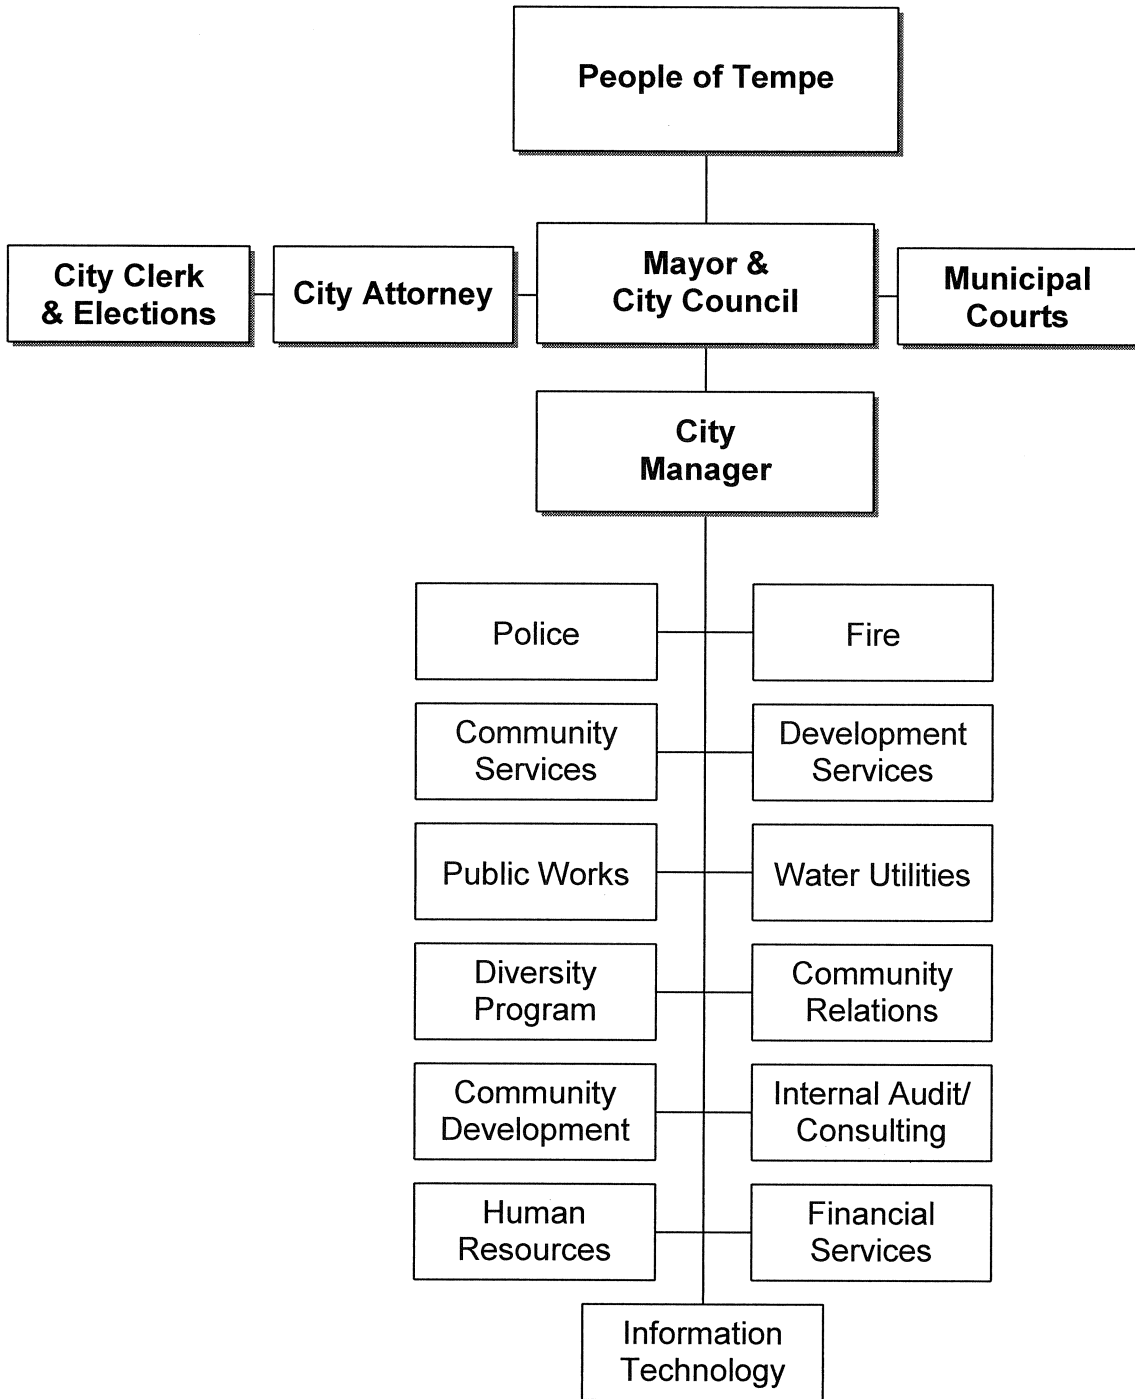 People of Tempe
City Clerk
& Elections
City Attorney
Mayor &
City Council
Municipal
Courts
City
Manager
Police
Fire
Community
Services
Development
Services
Public Works
Water Utilities
Diversity
Program
Community
Relations
Community
Development
Internal Audit/
Consulting
Human
Resources
Financial
Services
Information
Technology